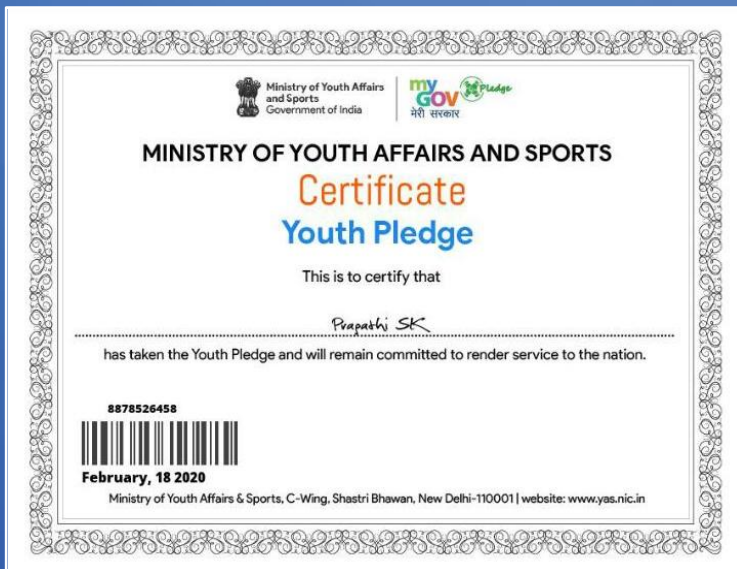 Ministry of Youth Affairs
and Sports
Government of India
my
GOV
मेरी सरकार
Pledge
MINISTRY OF YOUTH AFFAIRS AND SPORTS
Certificate
Youth Pledge
This is to certify that
Prapathi SK
has taken the Youth Pledge and will remain committed to render service to the nation.
8878526458
February, 18 2020
Ministry of Youth Affairs & Sports, C-Wing, Shastri Bhawan, New Delhi-110001 | website: www.yas.nic.in